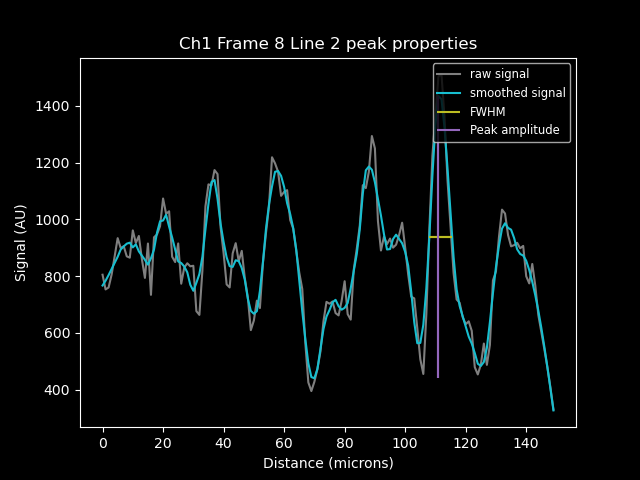 Ch1 Frame 8 Line 2 peak properties
raw signal
smoothed signal
FWHM
Peak amplitude
Signal (AU)
1400
1200
1000
800
600
400
0 20 40 60 80 100 120 140
Distance (microns)